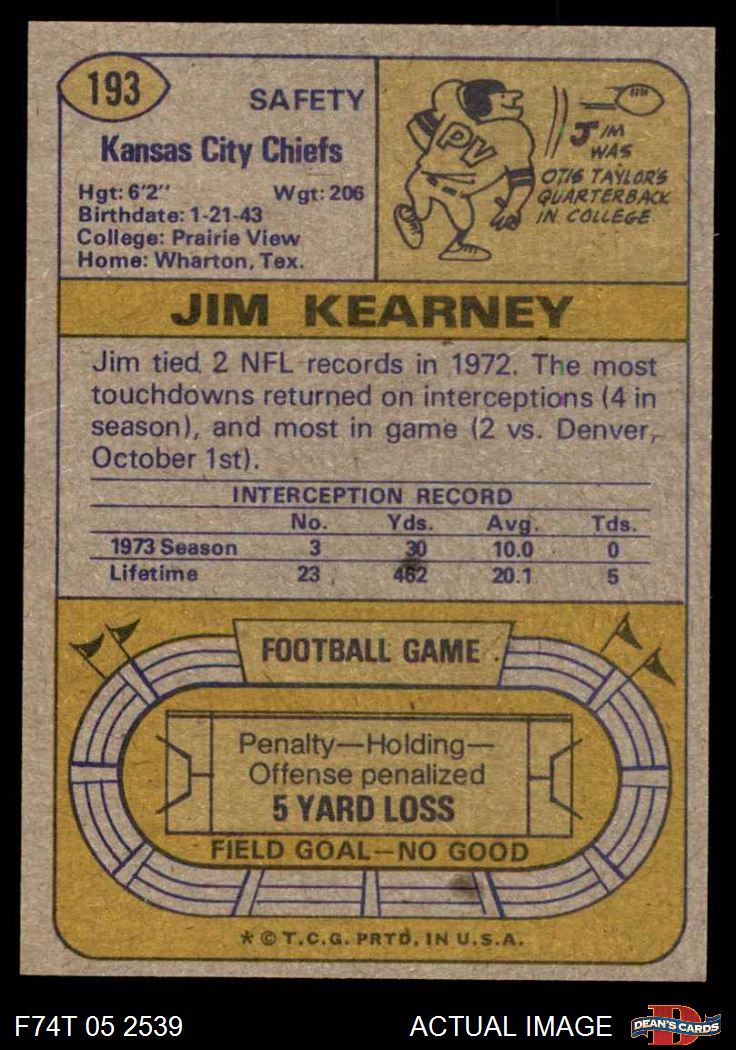 193
SAFETY
Kansas City Chiefs
Hgt: 6'2" Wgt: 206
Birthdate: 1-21-43
College: Prairie View
Home: Wharton, Tex.
PV
JIM
WAS
OTIS TAYLOR'S
QUARTERBACK
IN COLLEGE
JIM KEARNEY
Jim tied 2 NFL records in 1972. The most
touchdowns returned on interceptions (4 in
season), and most in game (2 vs. Denver,
October 1st).
INTERCEPTION RECORD
No. Yds. Avg. Tds.
1973 Season 3 30 10.0 0
Lifetime 23 462 20.1 5
FOOTBALL GAME
Penalty—Holding—
Offense penalized
5 YARD LOSS
FIELD GOAL—NO GOOD
* © T.C.G. PRTD. IN U.S.A.
F74T 05 2539 ACTUAL IMAGE DEAN'S CARDS